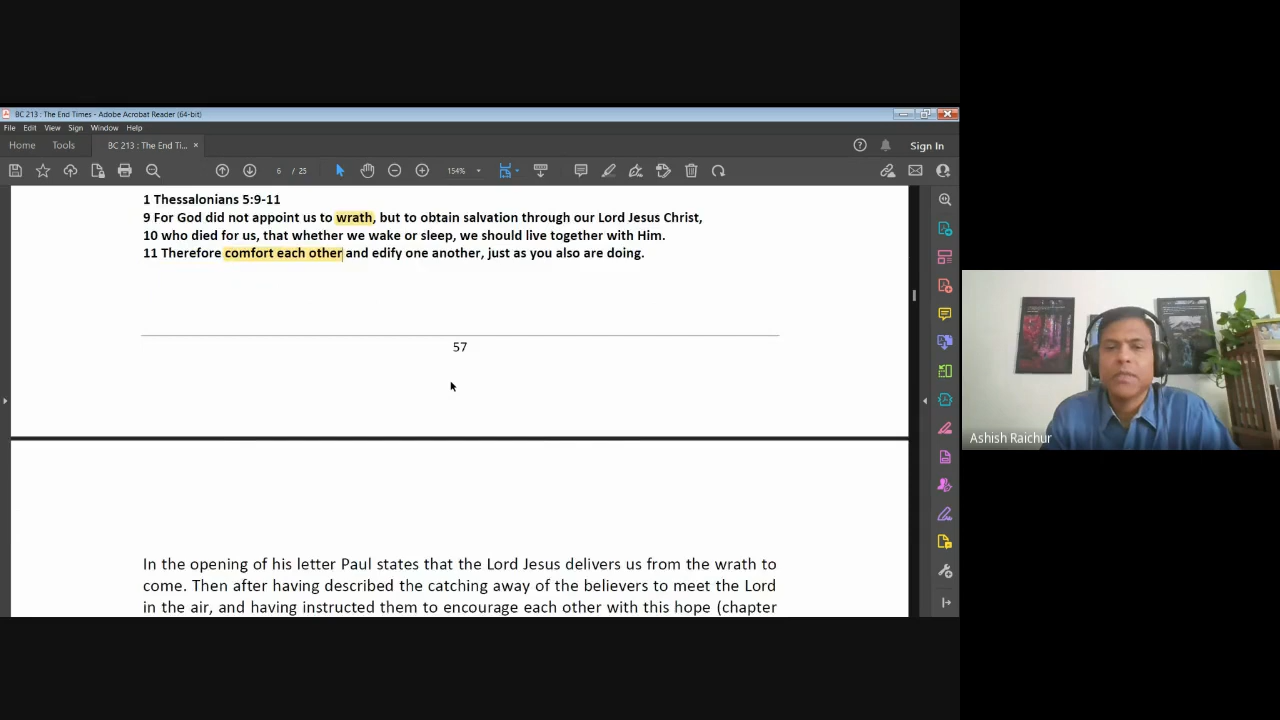 BC 213 : The End Times - Adobe Acrobat Reader (64-bit)
File Edit View Sign Window Help
Home Tools BC 213 : The End Ti... × Sign In
6 / 25 154%
1 Thessalonians 5:9-11
9 For God did not appoint us to wrath, but to obtain salvation through our Lord Jesus Christ,
10 who died for us, that whether we wake or sleep, we should live together with Him.
11 Therefore comfort each other and edify one another, just as you also are doing.
57
In the opening of his letter Paul states that the Lord Jesus delivers us from the wrath to
come. Then after having described the catching away of the believers to meet the Lord
in the air, and having instructed them to encourage each other with this hope (chapter
Ashish Raichur